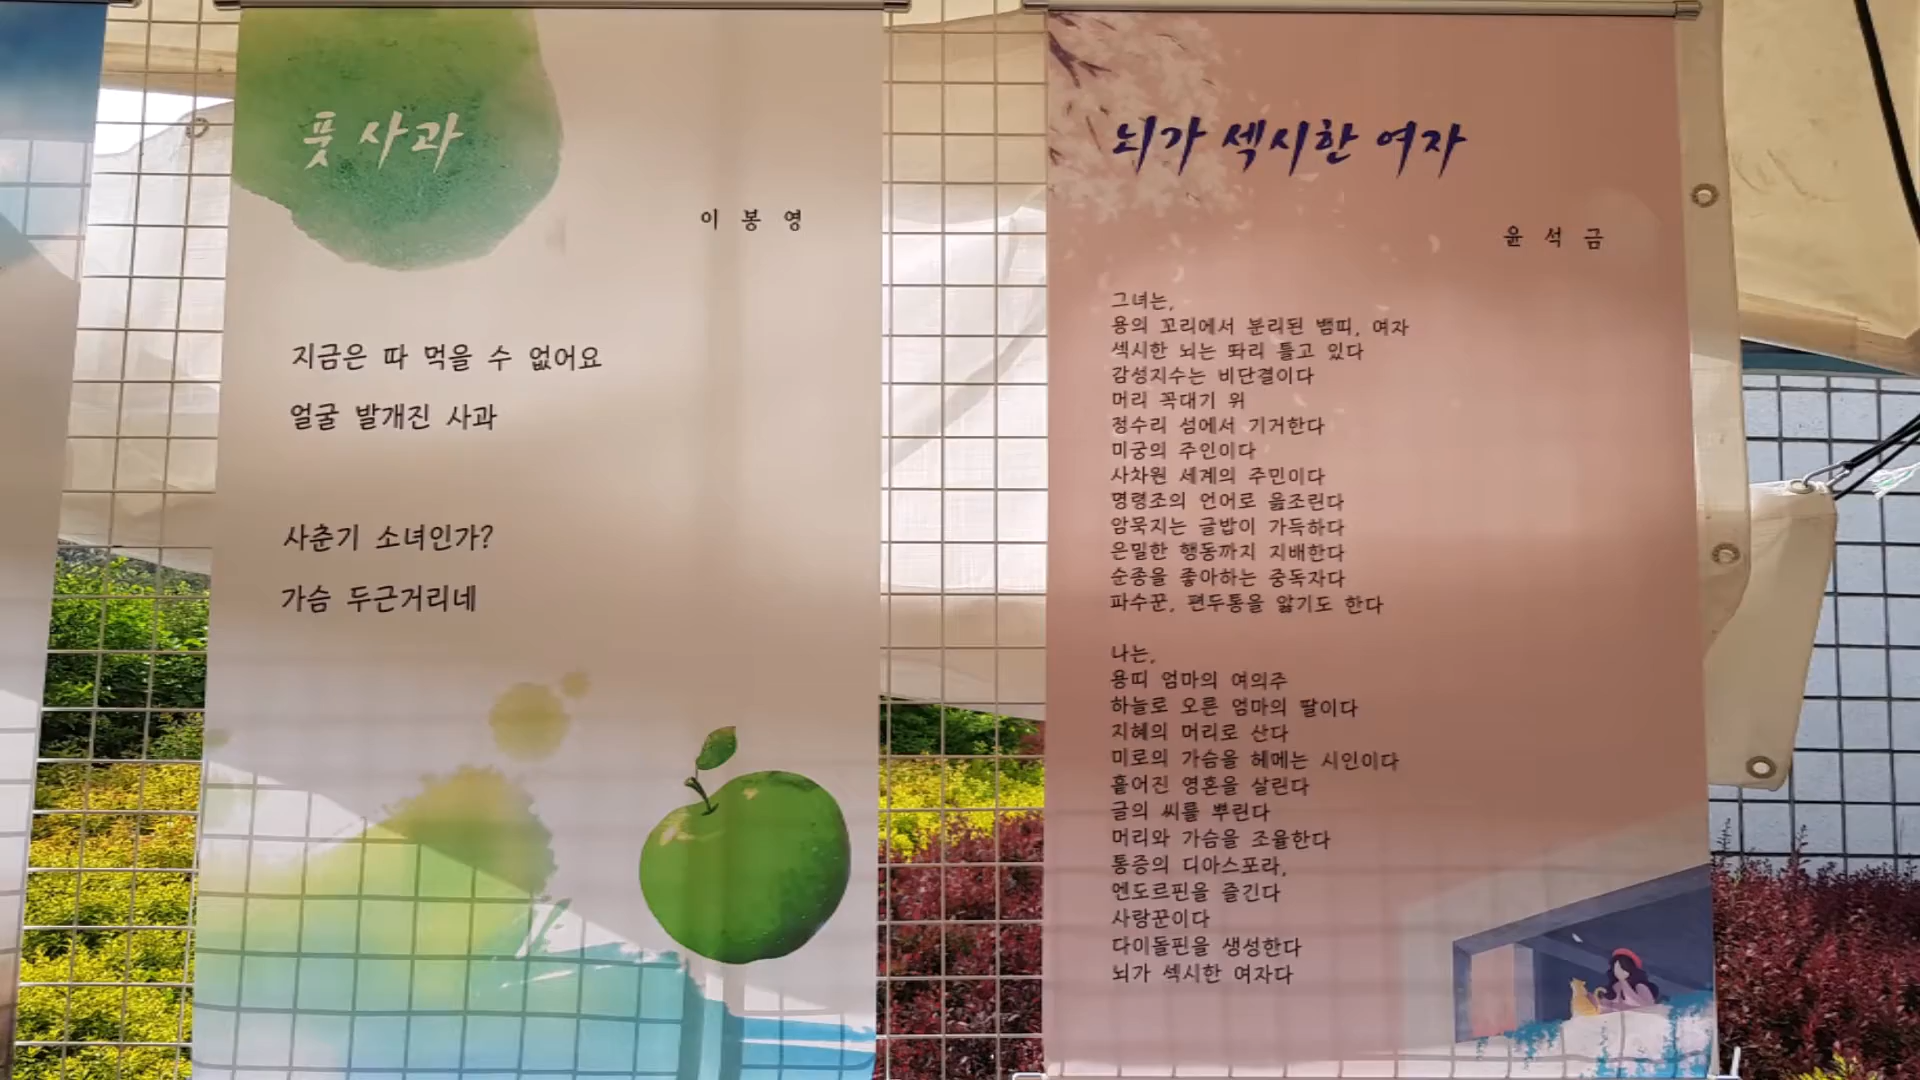 풋사과
이 봉 영
지금은 따 먹을 수 없어요
얼굴 발개진 사과
사춘기 소녀인가?
가슴 두근거리네
뇌가 섹시한 여자
윤 석 금
그녀는,
용의 꼬리에서 분리된 뱀띠, 여자
섹시한 뇌는 똬리 틀고 있다
감성지수는 비단결이다
머리 꼭대기 위
정수리 섬에서 기거한다
미궁의 주인이다
사차원 세계의 주민이다
명령조의 언어로 읊조린다
암묵지는 글밥이 가득하다
은밀한 행동까지 지배한다
순종을 좋아하는 중독자다
파수꾼, 편두통을 앓기도 한다
나는,
용띠 엄마의 여의주
하늘로 오른 엄마의 딸이다
지혜의 머리로 산다
미로의 가슴을 헤메는 시인이다
흩어진 영혼을 살린다
글의 씨를 뿌린다
머리와 가슴을 조율한다
통증의 디아스포라,
엔도르핀을 즐긴다
사랑꾼이다
다이돌핀을 생성한다
뇌가 섹시한 여자다